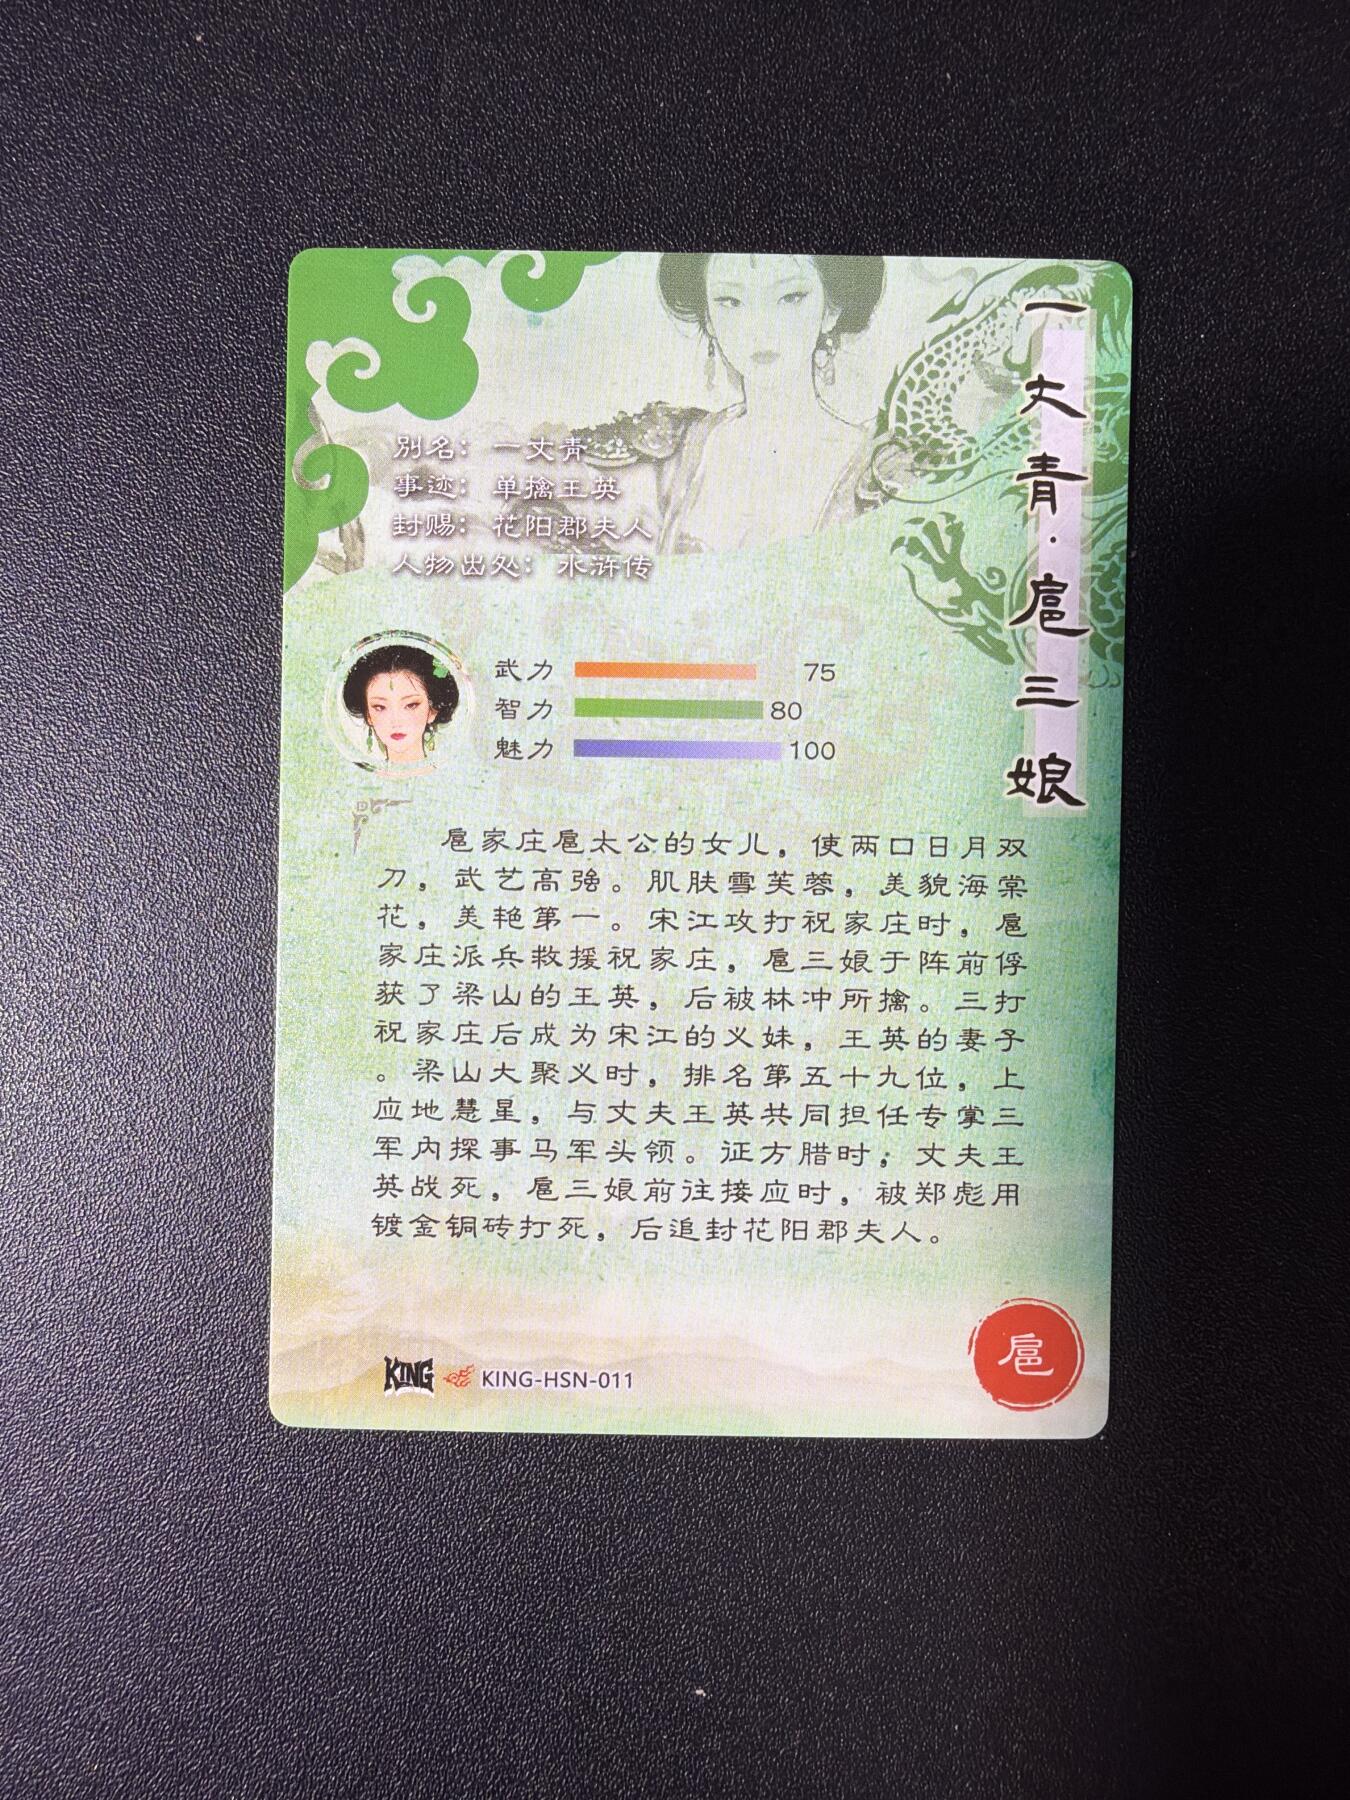 一丈青·扈三娘
别名：一丈青
事迹：单擒王英
封赐：花阳郡夫人
人物出处：水浒传
武力 75
智力 80
魅力 100
扈家庄扈太公的女儿，使两口日月双
刀，武艺高强。肌肤雪芙蓉，美貌海棠
花，美艳第一。宋江攻打祝家庄时，扈
家庄派兵救援祝家庄，扈三娘于阵前俘
获了梁山的王英，后被林冲所擒。三打
祝家庄后成为宋江的义妹，王英的妻子
。梁山大聚义时，排名第五十九位，上
应地慧星，与丈夫王英共同担任专掌三
军内探事马军头领。征方腊时，丈夫王
英战死，扈三娘前往接应时，被郑彪用
镀金铜砖打死，后追封花阳郡夫人。
KING KING-HSN-011
扈